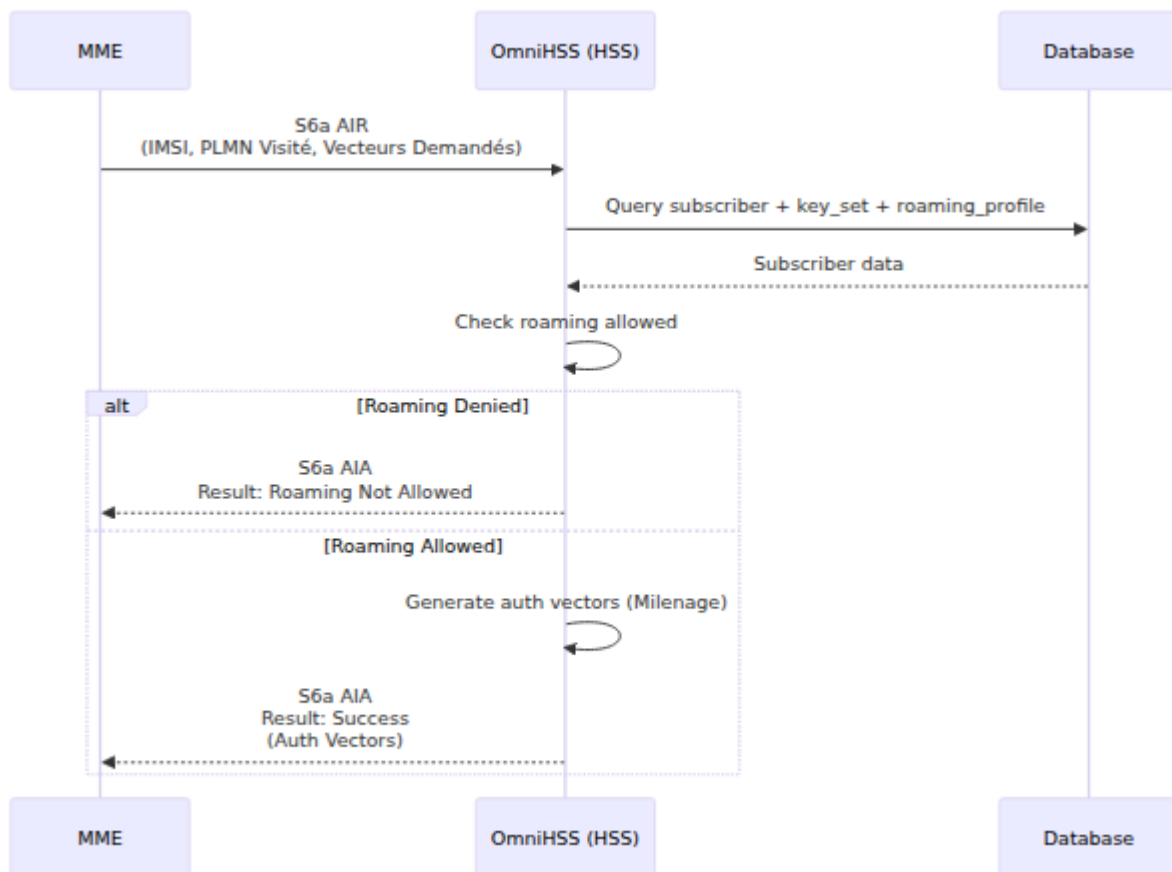 MME
OmniHSS (HSS)
Database
S6a AIR
(IMSI, PLMN Visité, Vecteurs Demandés)
Query subscriber + key_set + roaming_profile
Subscriber data
Check roaming allowed
alt
[Roaming Denied]
S6a AIA
Result: Roaming Not Allowed
[Roaming Allowed]
Generate auth vectors (Milenage)
S6a AIA
Result: Success
(Auth Vectors)
MME
OmniHSS (HSS)
Database